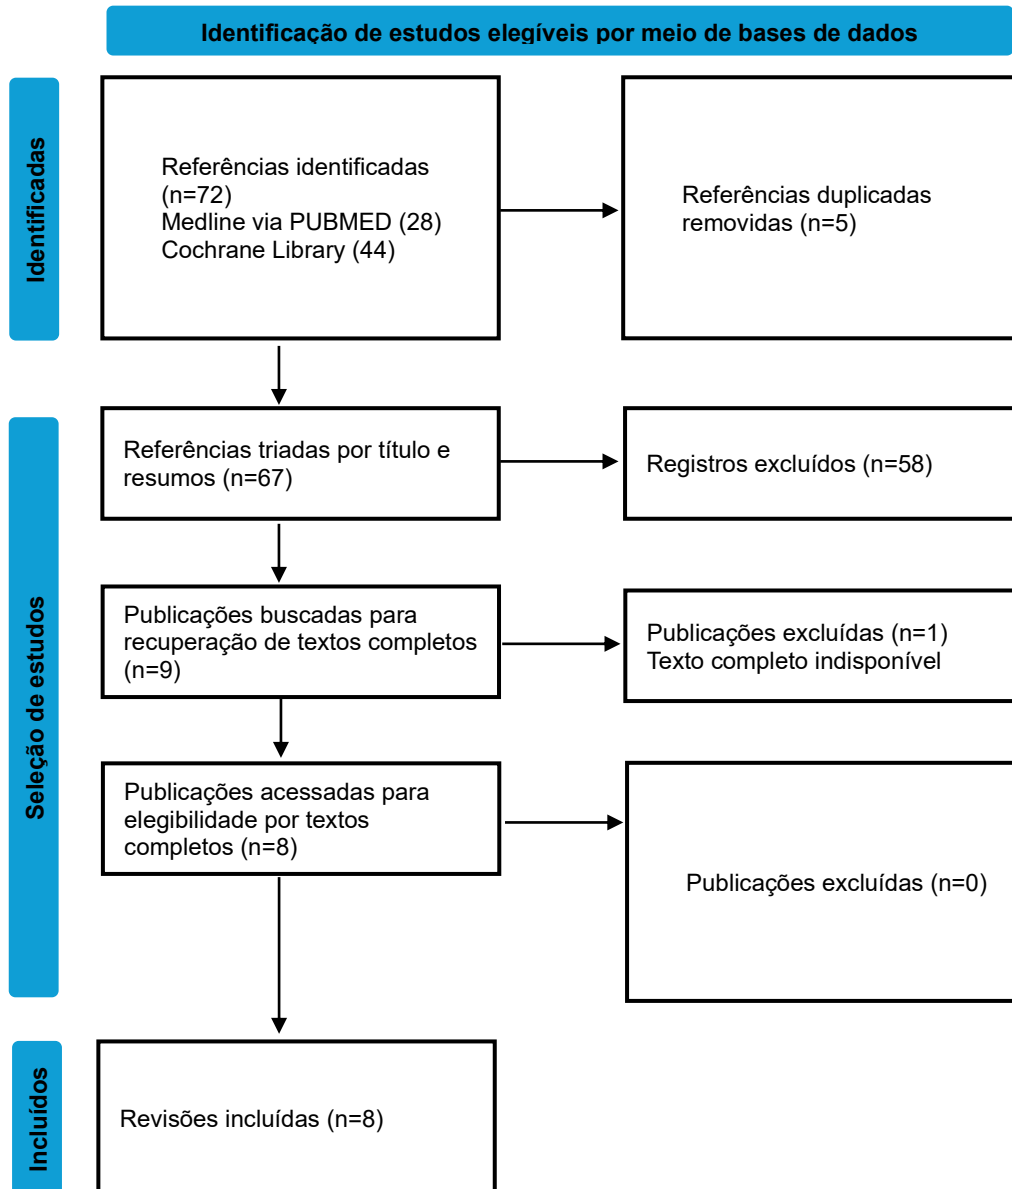 Identificação de estudos elegíveis por meio de bases de dados
Identificadas
Referências identificadas
(n=72)
Medline via PUBMED (28)
Cochrane Library (44)
Referências duplicadas
removidas (n=5)
Seleção de estudos
Referências triadas por título e
resumos (n=67)
Registros excluídos (n=58)
Publicações buscadas para
recuperação de textos completos
(n=9)
Publicações excluídas (n=1)
Texto completo indisponível
Publicações acessadas para
elegibilidade por textos
completos (n=8)
Publicações excluídas (n=0)
Incluídos
Revisões incluídas (n=8)